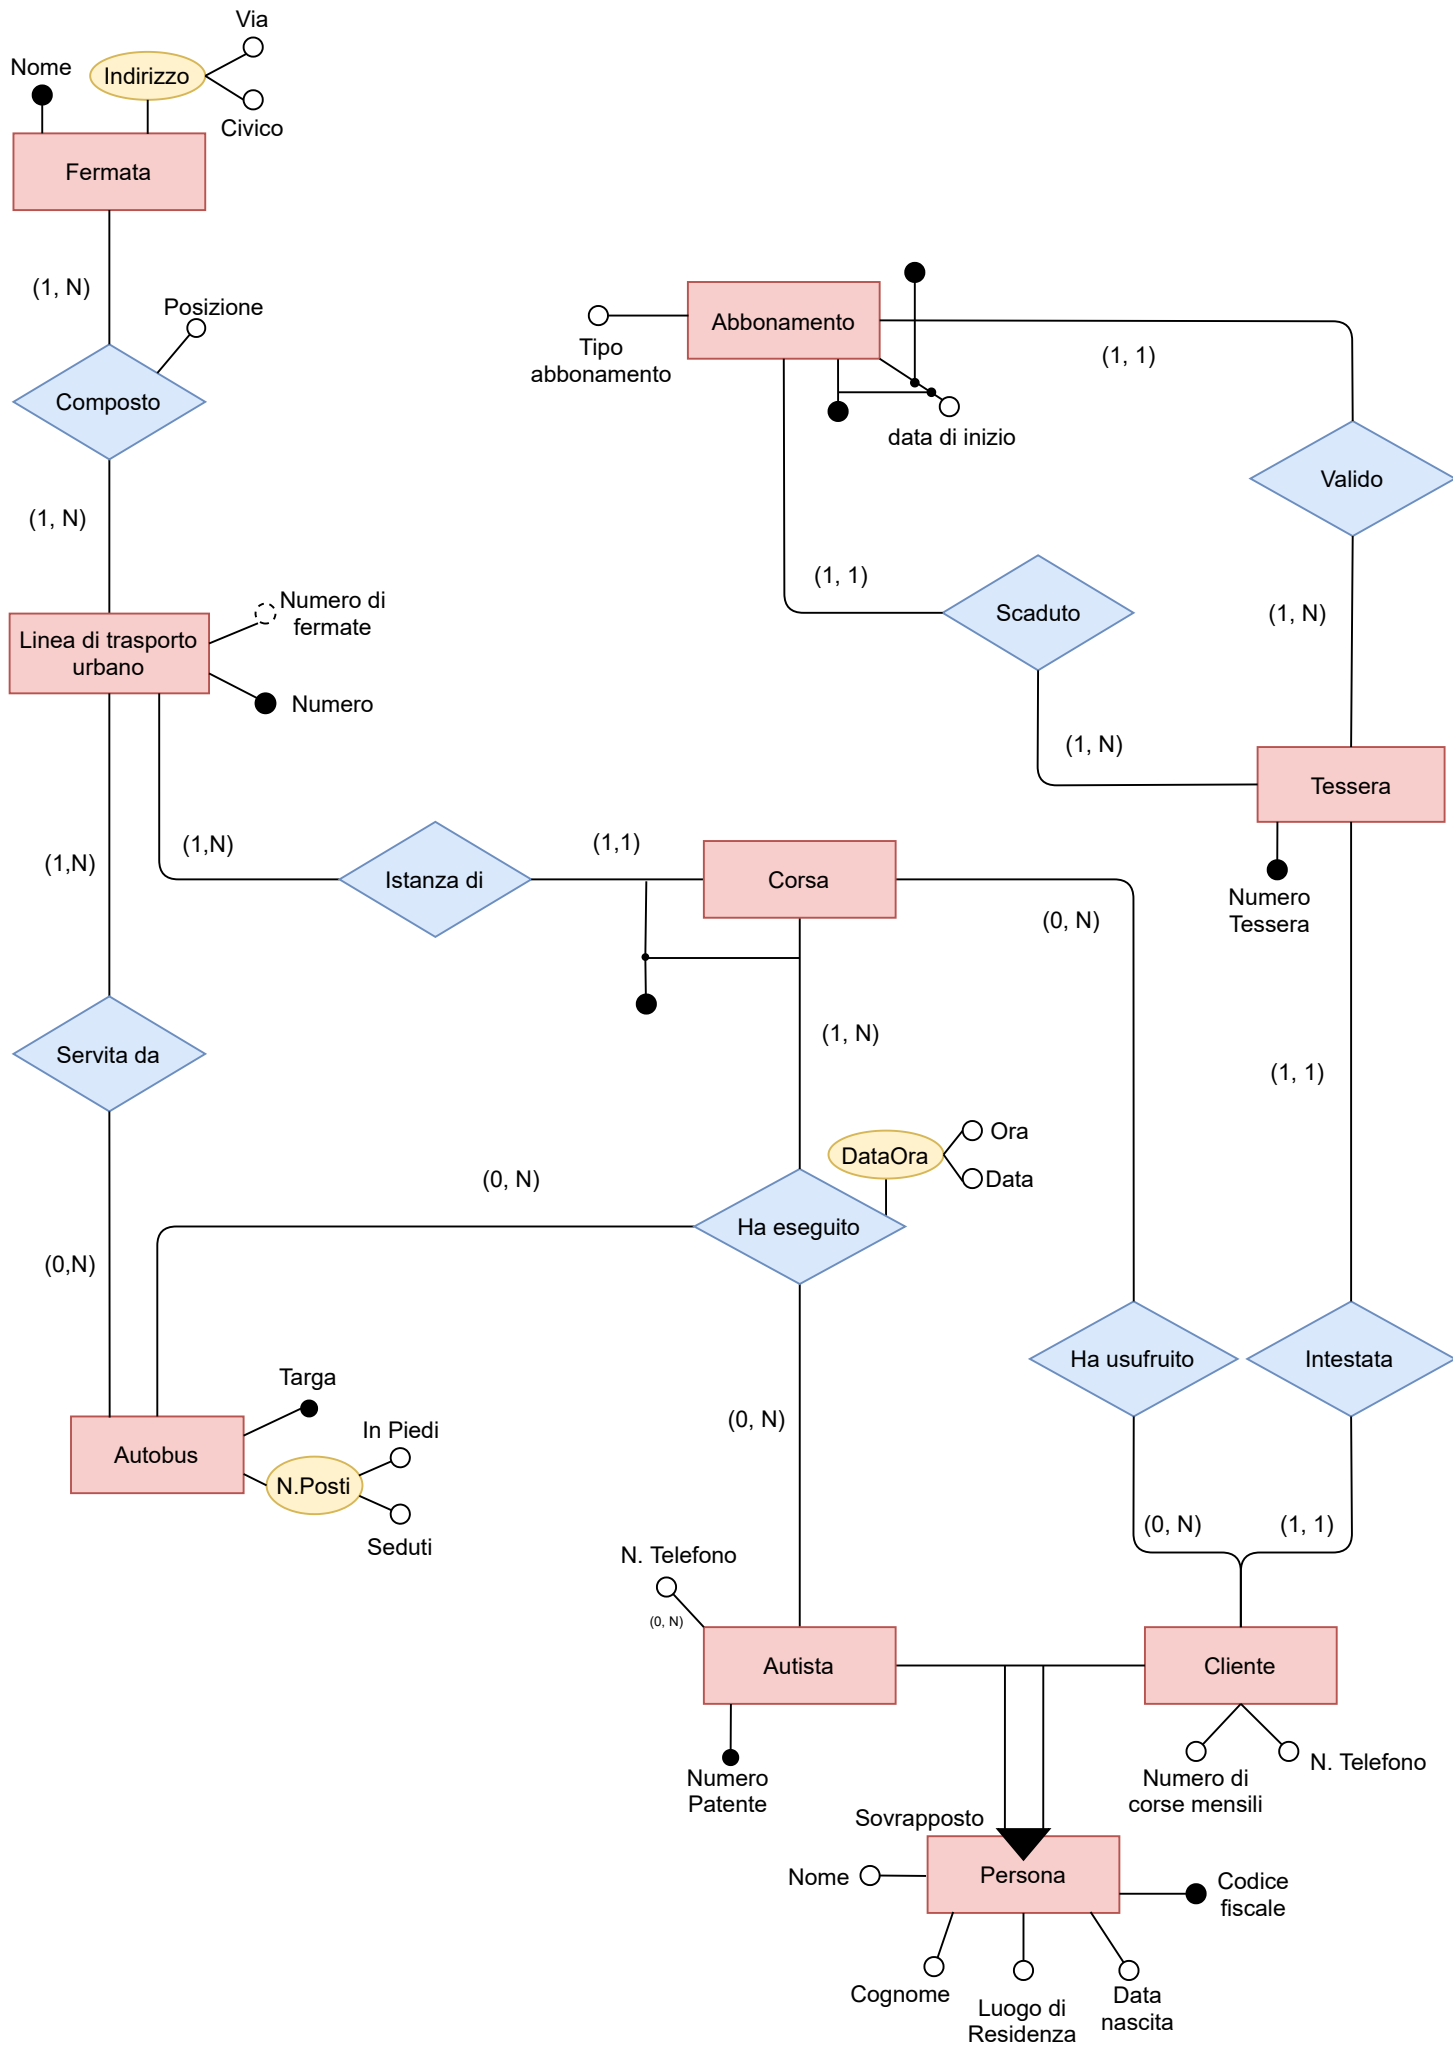 Via
Nome
Indirizzo
Civico
Fermata
(1, N)
Posizione
Composto
(1, N)
Numero di
fermate
Linea di trasporto
urbano
Numero
Abbonamento
Tipo
abbonamento
(1, 1)
data di inizio
Valido
(1, 1)
Scaduto
(1, N)
(1, N)
Tessera
Numero
Tessera
(1,N)
(1,N)
Istanza di
(1,1)
Corsa
(0, N)
(1, N)
Servita da
(1, 1)
DataOra
Ora
Data
(0, N)
Ha eseguito
(0,N)
Ha usufruito
Intestata
Targa
Autobus
In Piedi
N.Posti
Seduti
(0, N)
(0, N)
(1, 1)
N. Telefono
(0, N)
Autista
Cliente
Numero
Patente
Numero di
corse mensili
N. Telefono
Sovrapposto
Nome
Persona
Codice
fiscale
Cognome
Luogo di
Residenza
Data
nascita